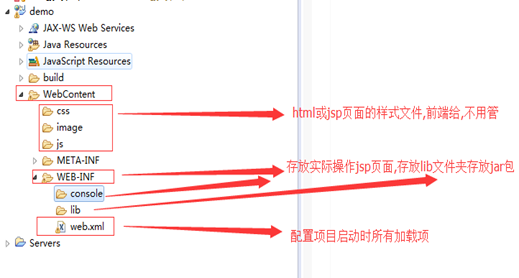 demo
JAX-WS Web Services
Java Resources
JavaScript Resources
build
WebContent
css
html或jsp页面的样式文件,前端给,不用管
image
js
META-INF
WEB-INF
存放实际操作jsp页面,存放lib文件夹存放jar包
console
lib
web.xml
配置项目启动时所有加载项
Servers